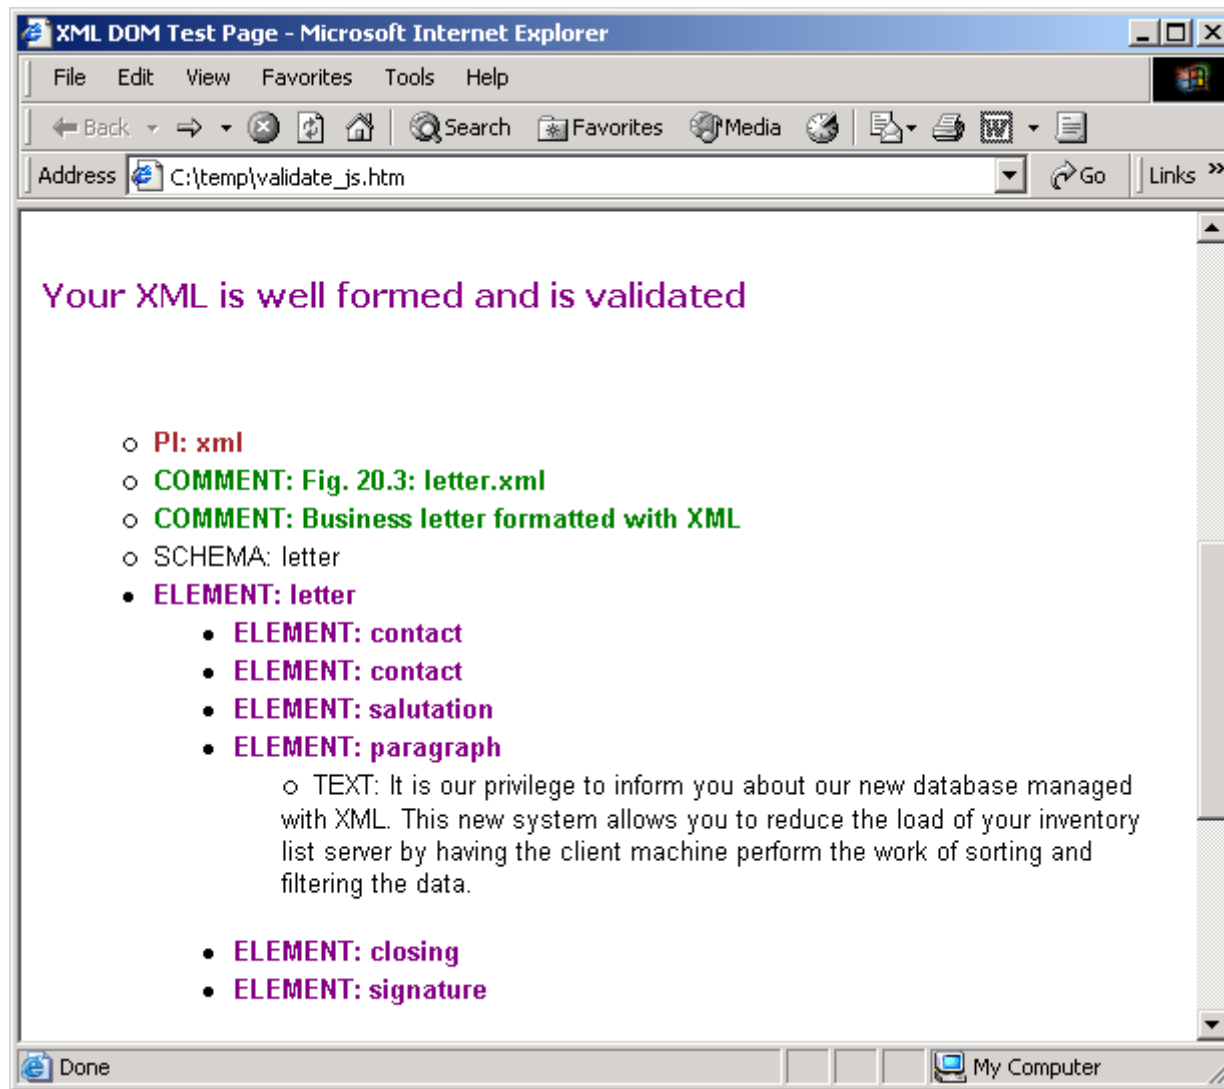 XML DOM Test Page - Microsoft Internet Explorer
File Edit View Favorites Tools Help
Back Search Favorites Media W
Address C:\temp\validate_js.htm Go Links »
Your XML is well formed and is validated
PI: xml
COMMENT: Fig. 20.3: letter.xml
COMMENT: Business letter formatted with XML
SCHEMA: letter
ELEMENT: letter
ELEMENT: contact
ELEMENT: contact
ELEMENT: salutation
ELEMENT: paragraph
TEXT: It is our privilege to inform you about our new database managed
with XML. This new system allows you to reduce the load of your inventory
list server by having the client machine perform the work of sorting and
filtering the data.
ELEMENT: closing
ELEMENT: signature
Done My Computer